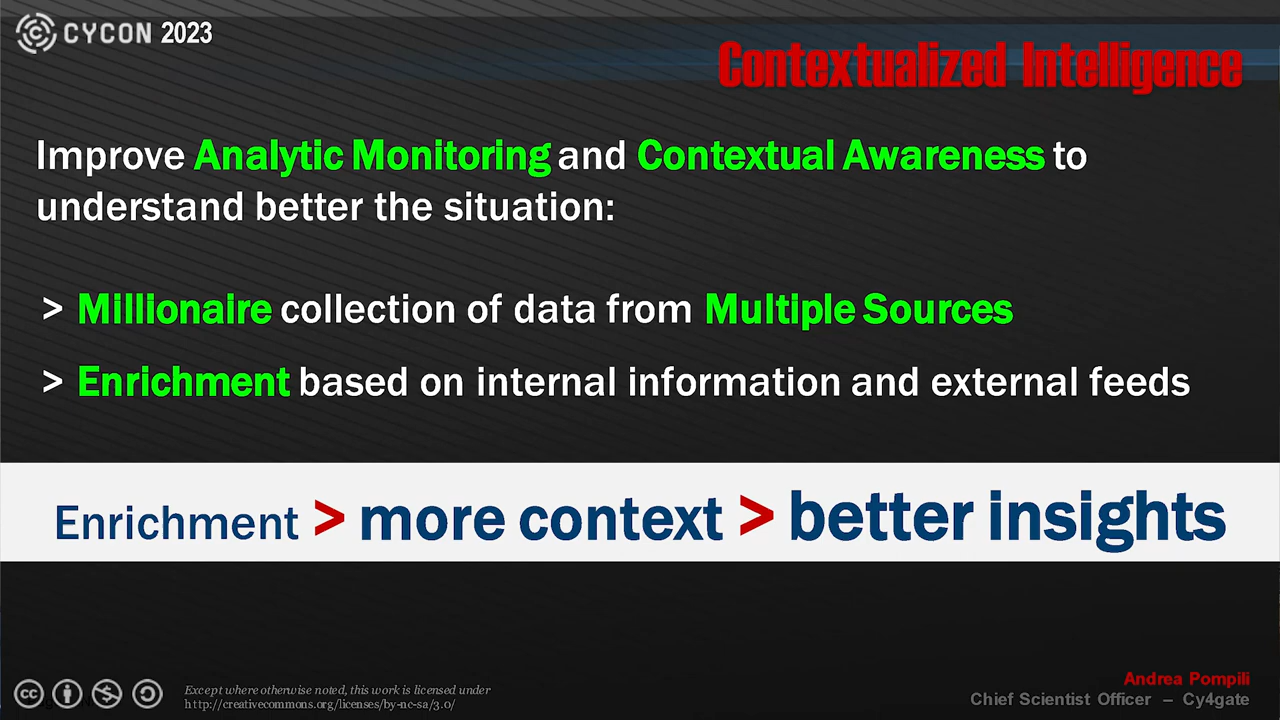 CYCON 2023
Contextualized Intelligence
Improve Analytic Monitoring and Contextual Awareness to
understand better the situation:
> Millionaire collection of data from Multiple Sources
> Enrichment based on internal information and external feeds
Enrichment > more context > better insights
Except where otherwise noted, this work is licensed under
http://creativecommons.org/licenses/by-nc-sa/3.0/
Andrea Pompili
Chief Scientist Officer – Cy4gate